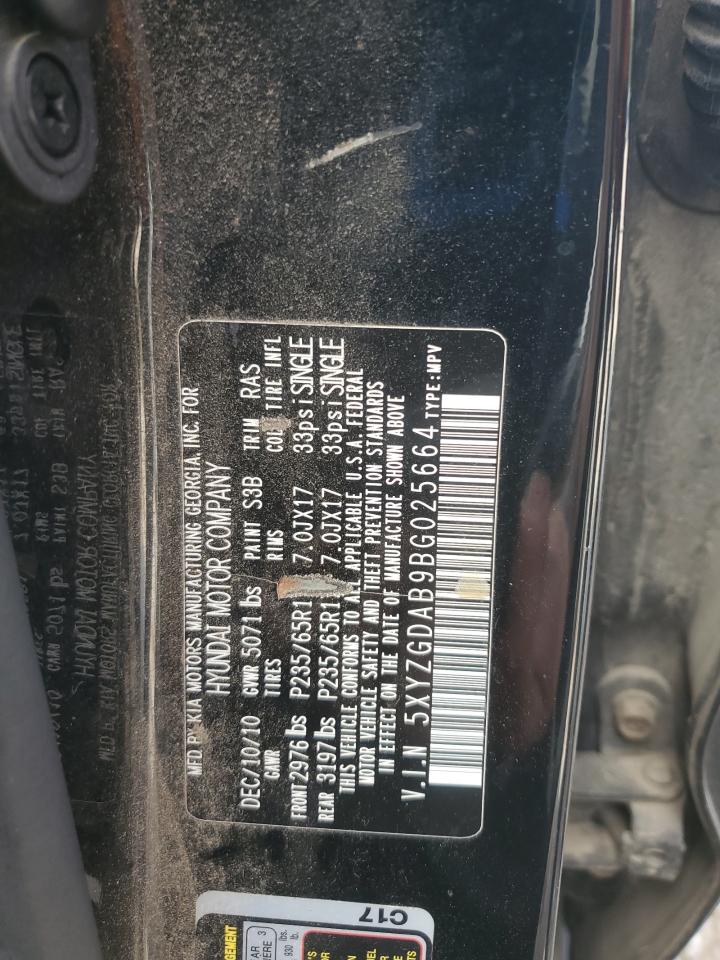 MFD.BY KIA MOTORS MANUFACTURING GEORGIA, INC. FOR
HYUNDAI MOTOR COMPANY
DEC/10/10 GVWR 5071 lbs PAINT S3B TRIM RAS
GAWR TIRES RIMS COLD TIRE INFL
FRONT 2976 lbs P235/65R1 7.0JX17 33psi SINGLE
REAR 3197 lbs P235/65R1 7.0JX17 33psi SINGLE
THIS VEHICLE CONFORMS TO ALL APPLICABLE U.S.A. FEDERAL
MOTOR VEHICLE SAFETY AND THEFT PREVENTION STANDARDS
IN EFFECT ON THE DATE OF MANUFACTURE SHOWN ABOVE
V.I.N 5XYZGDAB9BG025664 TYPE:MPV
C17